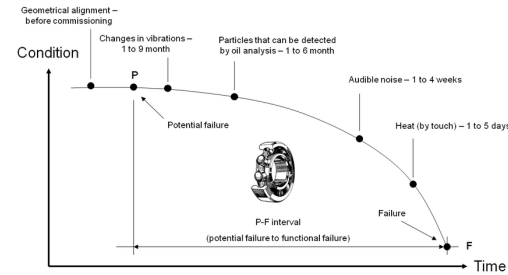 Geometrical alignment –
before commissioning
Changes in vibrations –
1 to 9 month
Particles that can be detected
by oil analysis – 1 to 6 month
Condition
Audible noise – 1 to 4 weeks
P
Heat (by touch) – 1 to 5 days
Potential failure
P-F interval
Failure
(potential failure to functional failure)
F
Time